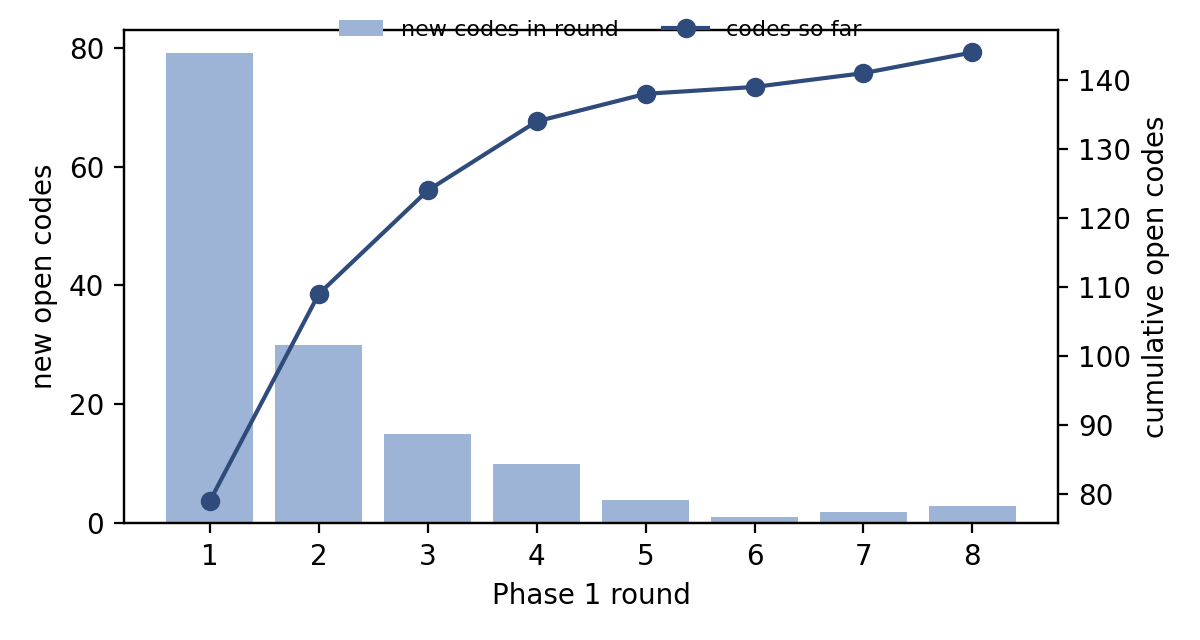 new codes in round
codes so far
80
60
40
20
0
new open codes
140
130
120
110
100
90
80
cumulative open codes
1 2 3 4 5 6 7 8
Phase 1 round